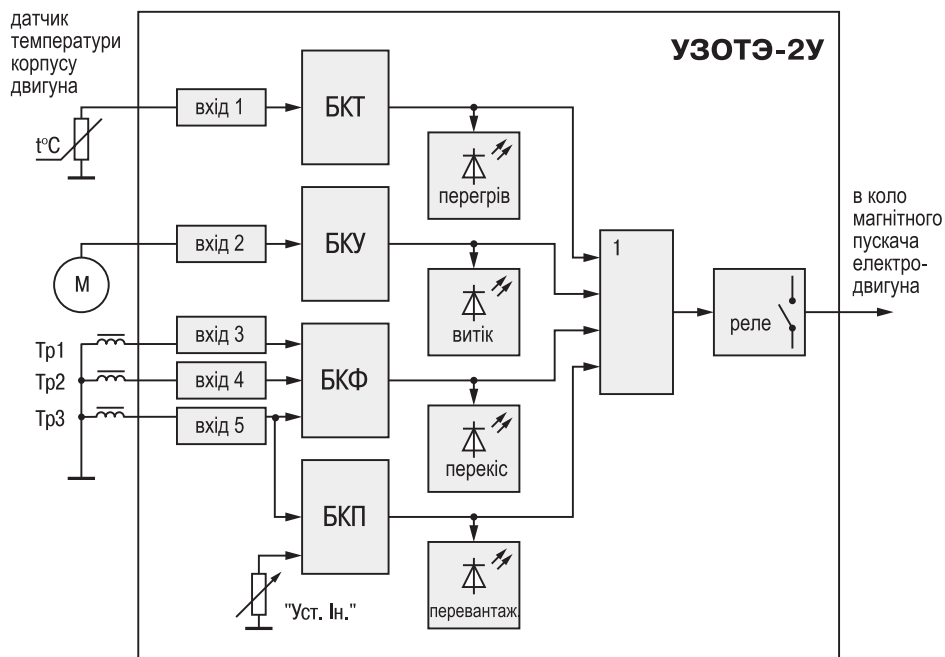 датчик
температури
корпусу
двигуна
УЗОТЭ-2У
t°C
вхід 1
БКТ
перегрів
М
вхід 2
БКУ
витік
1
реле
в коло
магнітного
пускача
електро-
двигуна
Тр1
вхід 3
Тр2
вхід 4
Тр3
вхід 5
БКФ
перекіс
БКП
"Уст. Ін."
перевантаж.